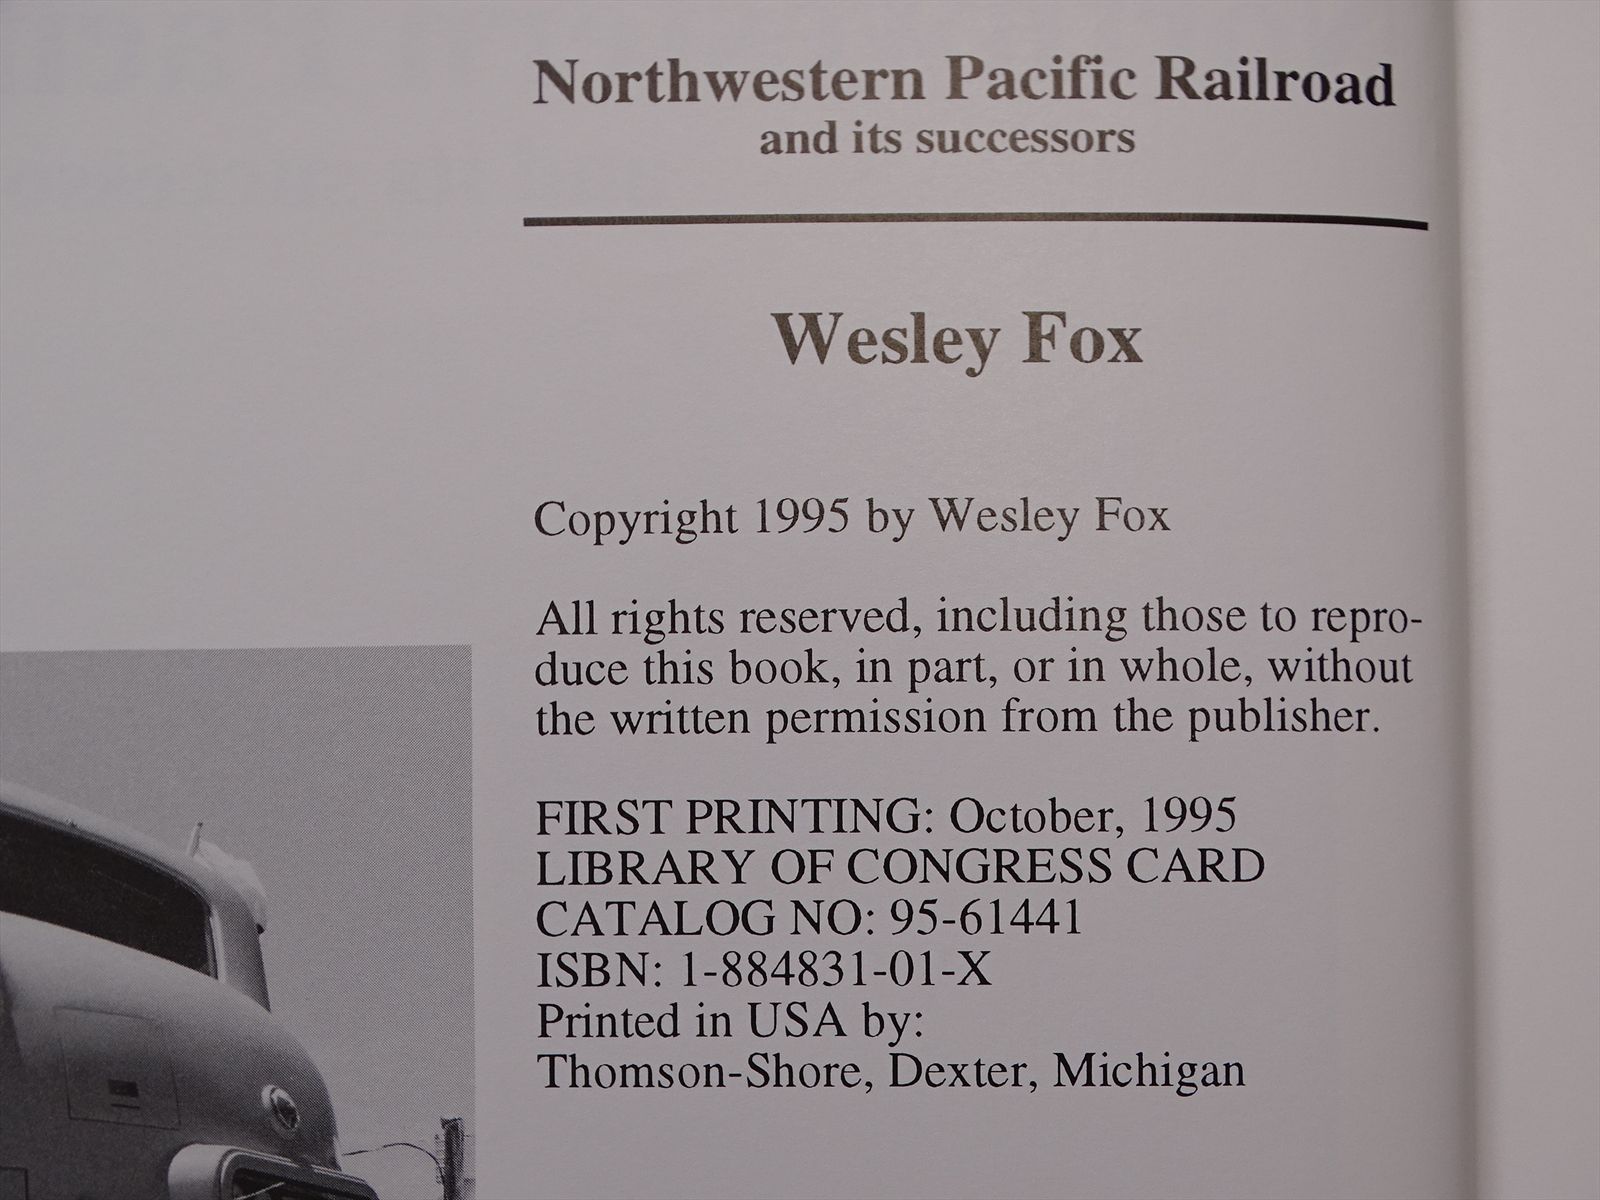 Northwestern Pacific Railroad
and its successors
Wesley Fox
Copyright 1995 by Wesley Fox
All rights reserved, including those to repro-
duce this book, in part, or in whole, without
the written permission from the publisher.
FIRST PRINTING: October, 1995
LIBRARY OF CONGRESS CARD
CATALOG NO: 95-61441
ISBN: 1-884831-01-X
Printed in USA by:
Thomson-Shore, Dexter, Michigan